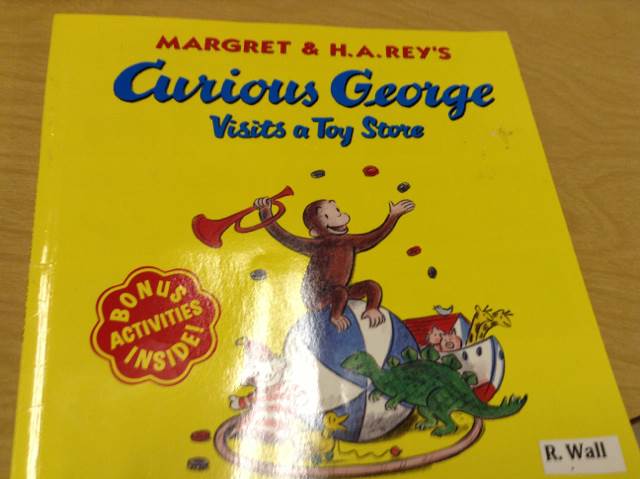 MARGRET & H.A.REY'S
Curious George
Visits a Toy Store
BONUS
ACTIVITIES
INSIDE!
R. Wall